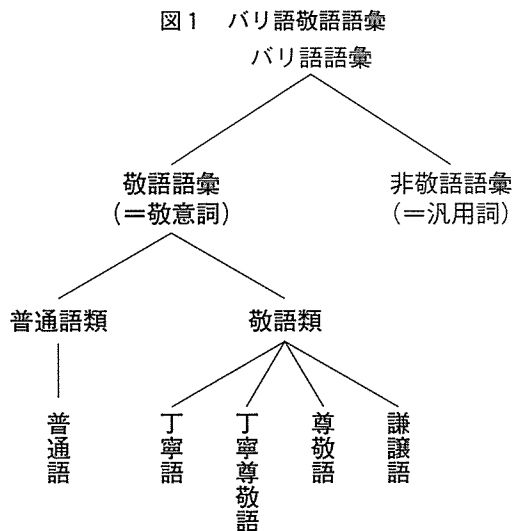 図1 バリ語敬語語彙
バリ語語彙
敬語語彙
(=敬意詞)
非敬語語彙
(=汎用詞)
普通語類
敬語類
普通語
丁寧語
丁寧尊敬語
尊敬語
謙譲語